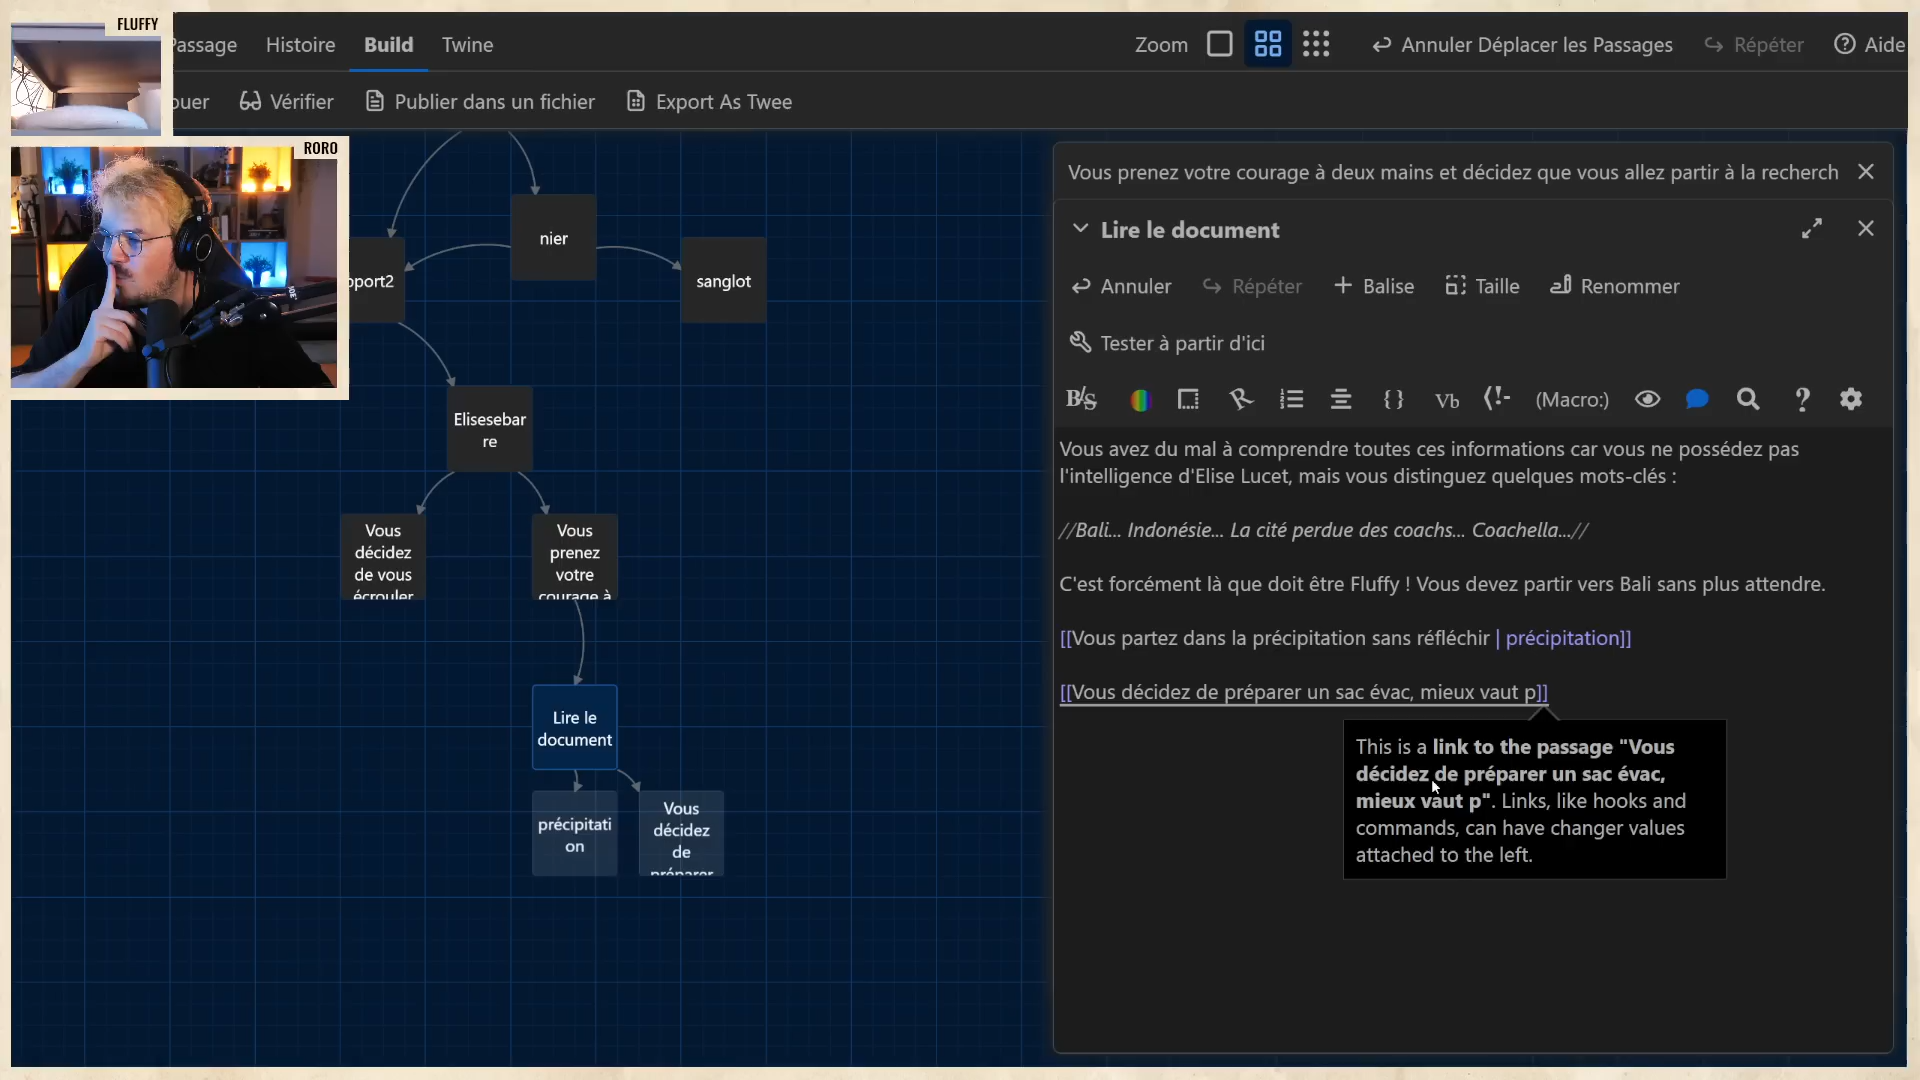 FLUFFY
RORO
Passage Histoire Build Twine Zoom Annuler Déplacer les Passages Répéter Aide
ouer Vérifier Publier dans un fichier Export As Twee
nier
pport2
sanglot
Elisesebar
re
Vous
décidez
de vous
écrouler
Vous
prenez
votre
courage à
Lire le
document
précipitati
on
Vous
décidez
de
préparer
Vous prenez votre courage à deux mains et décidez que vous allez partir à la recherch
Lire le document
Annuler Répéter Balise Taille Renommer
Tester à partir d'ici
(Macro:)
Vous avez du mal à comprendre toutes ces informations car vous ne possédez pas
l'intelligence d'Elise Lucet, mais vous distinguez quelques mots-clés :
//Bali... Indonésie... La cité perdue des coachs... Coachella...//
C'est forcément là que doit être Fluffy ! Vous devez partir vers Bali sans plus attendre.
[[Vous partez dans la précipitation sans réfléchir | précipitation]]
[[Vous décidez de préparer un sac évac, mieux vaut p]]
This is a link to the passage "Vous
décidez de préparer un sac évac,
mieux vaut p". Links, like hooks and
commands, can have changer values
attached to the left.